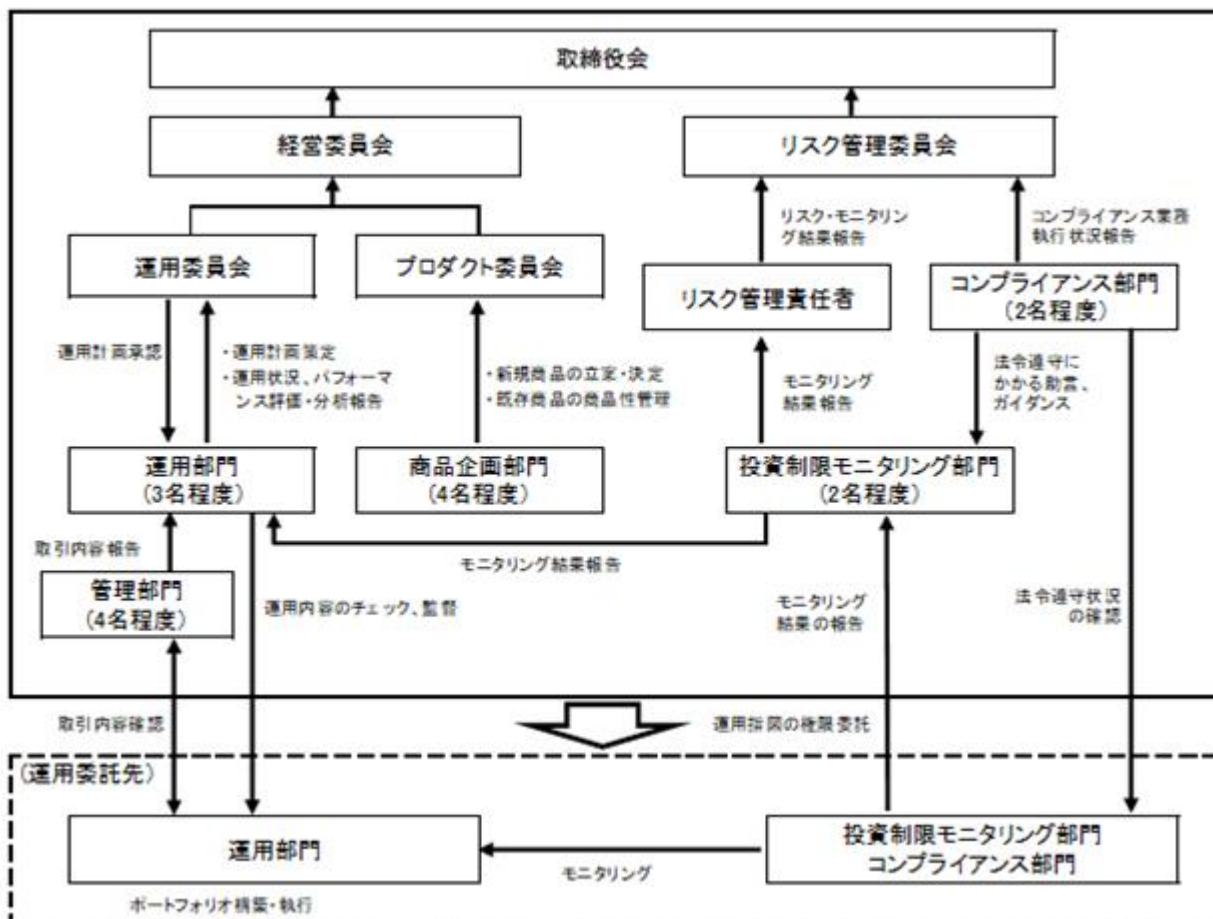 取締役会
経営委員会
リスク管理委員会
リスク・モニタリン
グ結果報告
コンプライアンス業務
執行状況報告
運用委員会
プロダクト委員会
リスク管理責任者
コンプライアンス部門
(2名程度)
運用計画承認
・運用計画策定
・運用状況、パフォーマ
ンス評価・分析報告
・新規商品の立案・決定
・既存商品の商品性管理
モニタリング
結果報告
法令遵守に
かかる助言、
ガイダンス
運用部門
(3名程度)
商品企画部門
(4名程度)
投資制限モニタリング部門
(2名程度)
取引内容報告
モニタリング結果報告
管理部門
(4名程度)
運用内容のチェック、監督
モニタリング
結果の報告
法令遵守状況
の確認
取引内容確認
運用指図の権限委託
(運用委託先)
運用部門
モニタリング
投資制限モニタリング部門
コンプライアンス部門
ポートフォリオ構築・執行